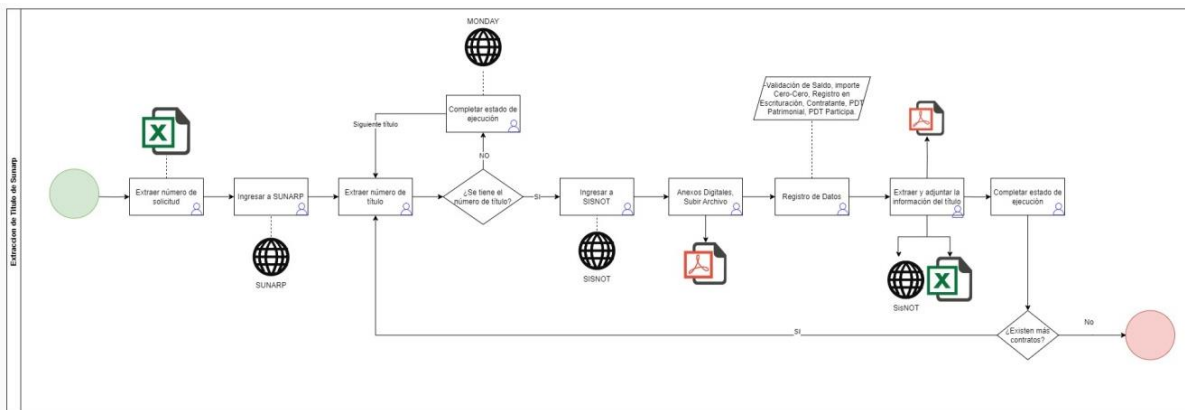 Extraccion de Título de Sunarp
MONDAY
Completar estado de
ejecución
Siguiente título
NO
-Validación de Saldo, importe
Cero-Cero, Registro en
Escrituración, Contratante, PDT
Patrimonial, PDT Participa.
Extraer número de
solicitud
Ingresar a SUNARP
Extraer número de
título
¿Se tiene el
número de título?
SI
Ingresar a
SISNOT
Anexos Digitales,
Subir Archivo
Registro de Datos
Extraer y adjuntar la
información del título
Completar estado de
ejecución
SUNARP
SISNOT
SisNOT
Si
¿Existen más
contratos?
No